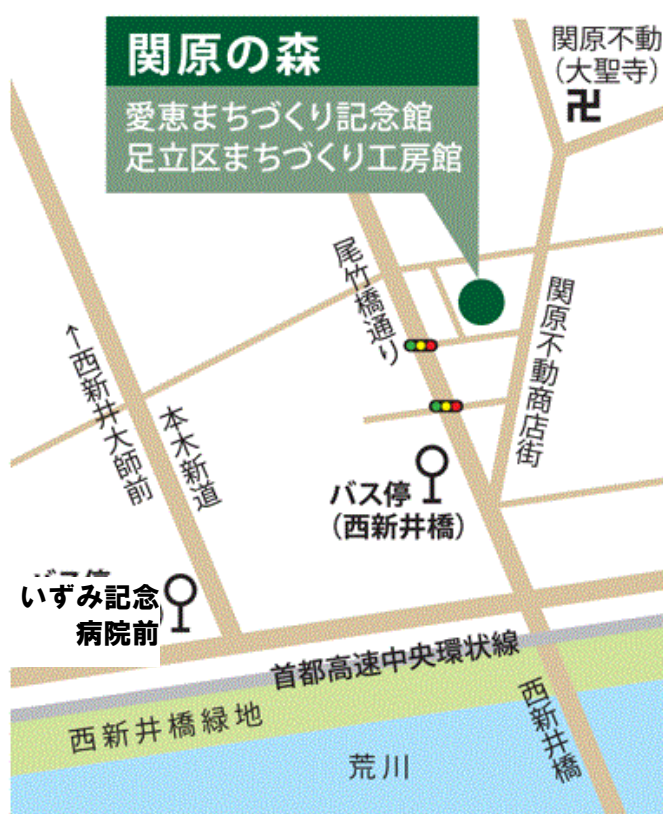 関原の森
愛恵まちづくり記念館
足立区まちづくり工房館
関原不動
(大聖寺)
卍
尾竹橋通り
関原不動商店街
↑西新井大師前
本木新道
バス停
(西新井橋)
いずみ記念
病院前
首都高速中央環状線
西新井橋緑地
西新井橋
荒川